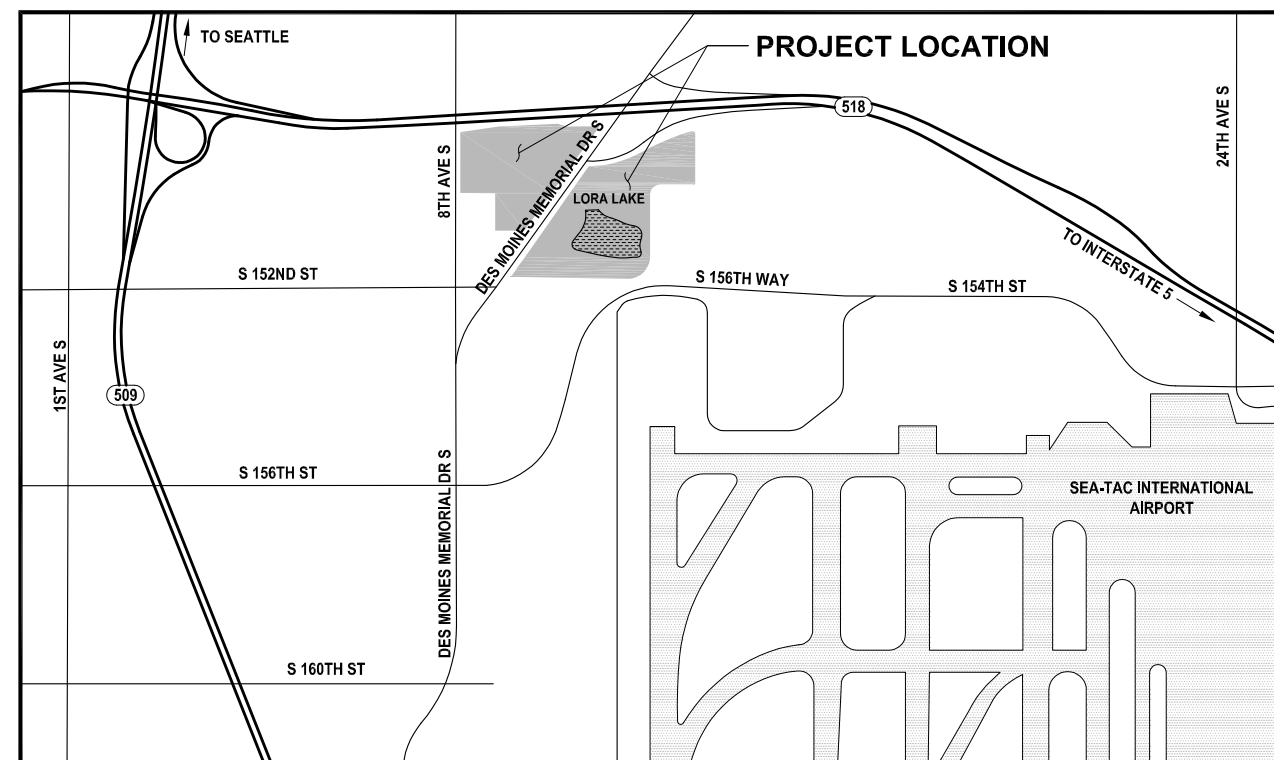 TO SEATTLE
PROJECT LOCATION
518
24TH AVE S
8TH AVE S
DES MOINES MEMORIAL DR S
LORA LAKE
TO INTERSTATE 5
S 152ND ST
S 156TH WAY
S 154TH ST
1ST AVE S
509
S 156TH ST
DES MOINES MEMORIAL DR S
SEA-TAC INTERNATIONAL
AIRPORT
S 160TH ST